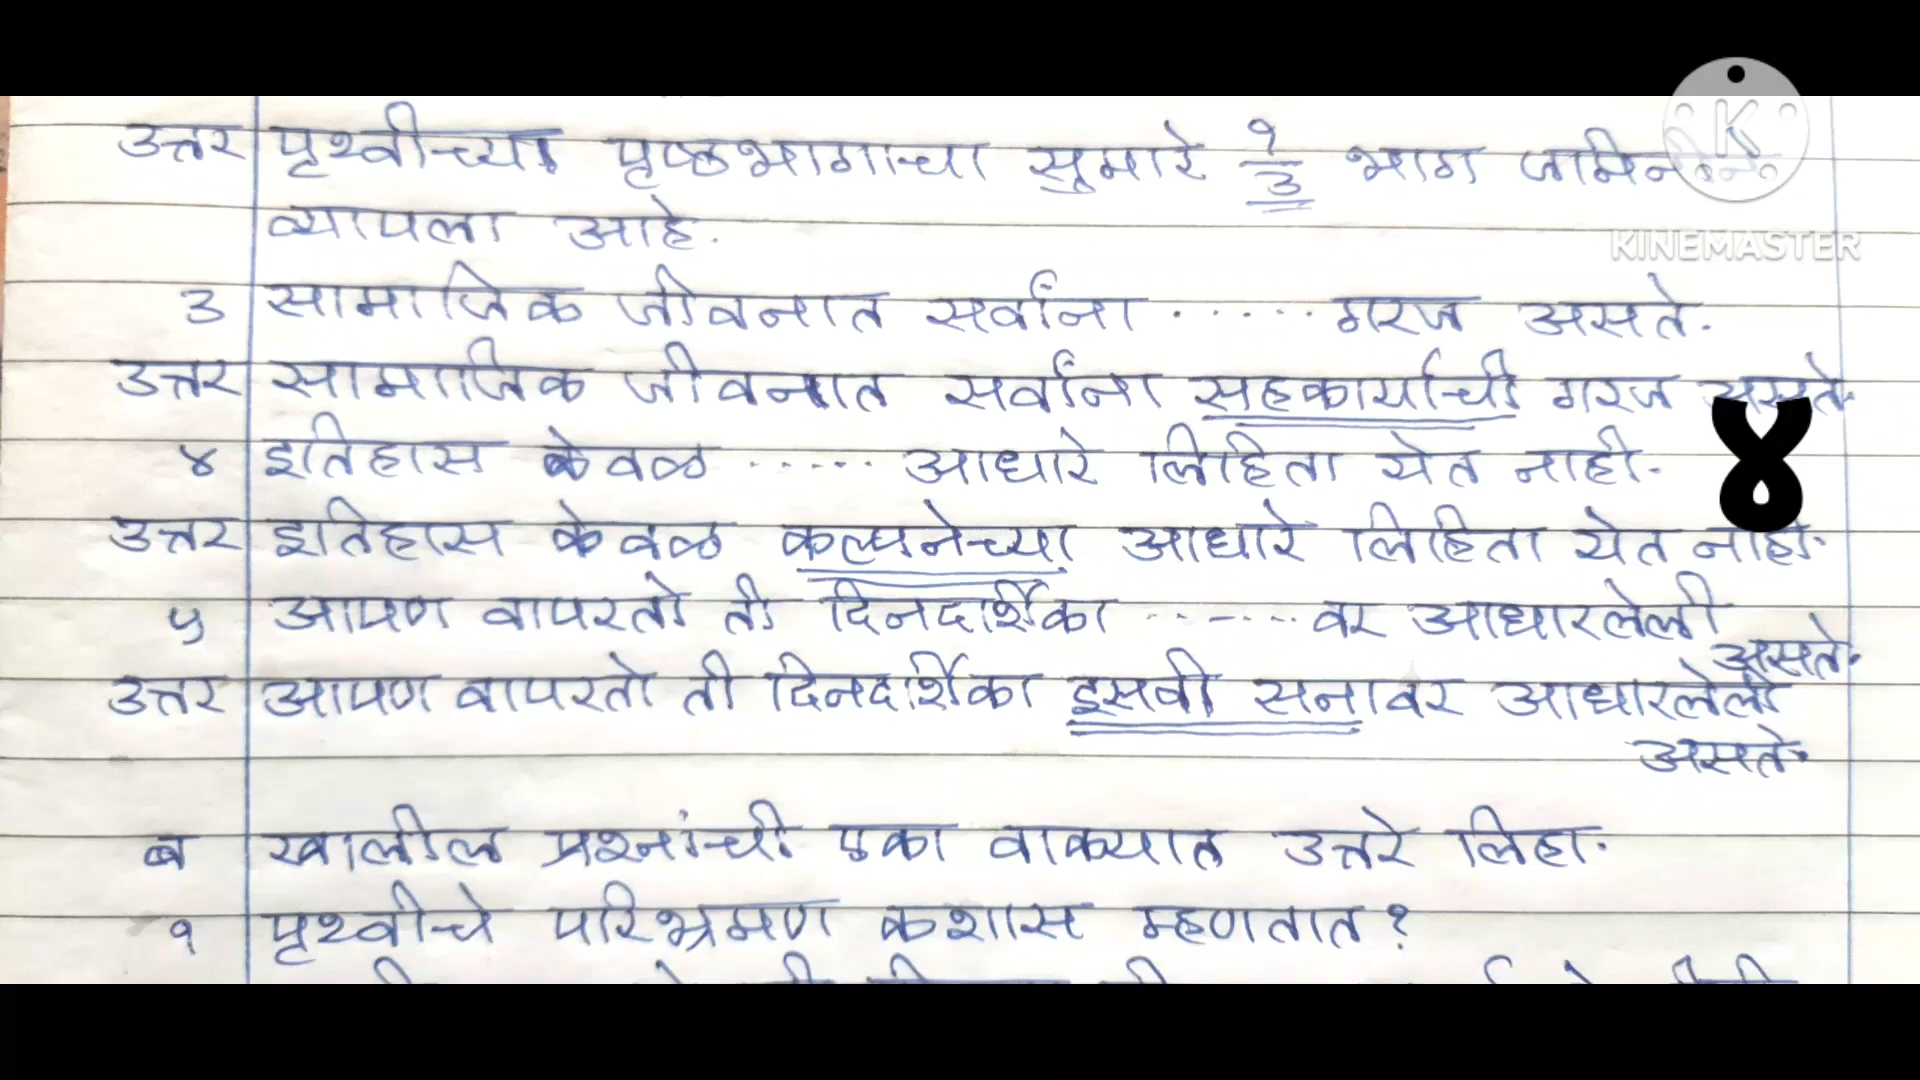 उत्तर पृथ्वीच्या पृष्ठभागाचा सुमारे १/३ भाग जमिनीने
व्यापला आहे.
K
KINEMASTER
३ सामाजिक जीवनात सर्वांना ..... गरज असते.
उत्तर सामाजिक जीवनात सर्वांना सहकार्याची गरज असते.
४ इतिहास केवळ ..... आधारे लिहिता येत नाही.
४
उत्तर इतिहास केवळ कल्पनेच्या आधारे लिहिता येत नाही.
५ आपण वापरतो ती दिनदर्शिका ...... वर आधारलेली
असते.
उत्तर आपण वापरतो ती दिनदर्शिका इसवी सनावर आधारलेली
असते.
ब खालील प्रश्नांची एका वाक्यात उत्तरे लिहा.
१ पृथ्वीचे परिभ्रमण कशास म्हणतात?